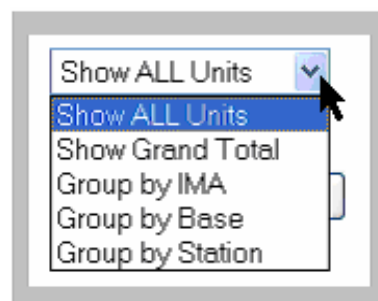 Show ALL Units
Show ALL Units
Show Grand Total
Group by IMA
Group by Base
Group by Station